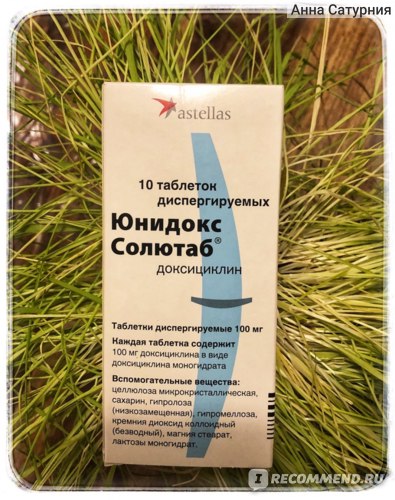 Анна Сатурния
astellas
10 таблеток
диспергируемых
Юнидокс
Солютаб®
доксициклин
Таблетки диспергируемые 100 мг
Каждая таблетка содержит
100 мг доксициклина в виде
доксициклина моногидрата
Вспомогательные вещества:
целлюлоза микрокристаллическая,
сахарин, гипролоза
(низкозамещенная), гипромеллоза,
кремния диоксид коллоидный
(безводный), магния стеарат,
лактозы моногидрат.
IRECOMMEND.RU